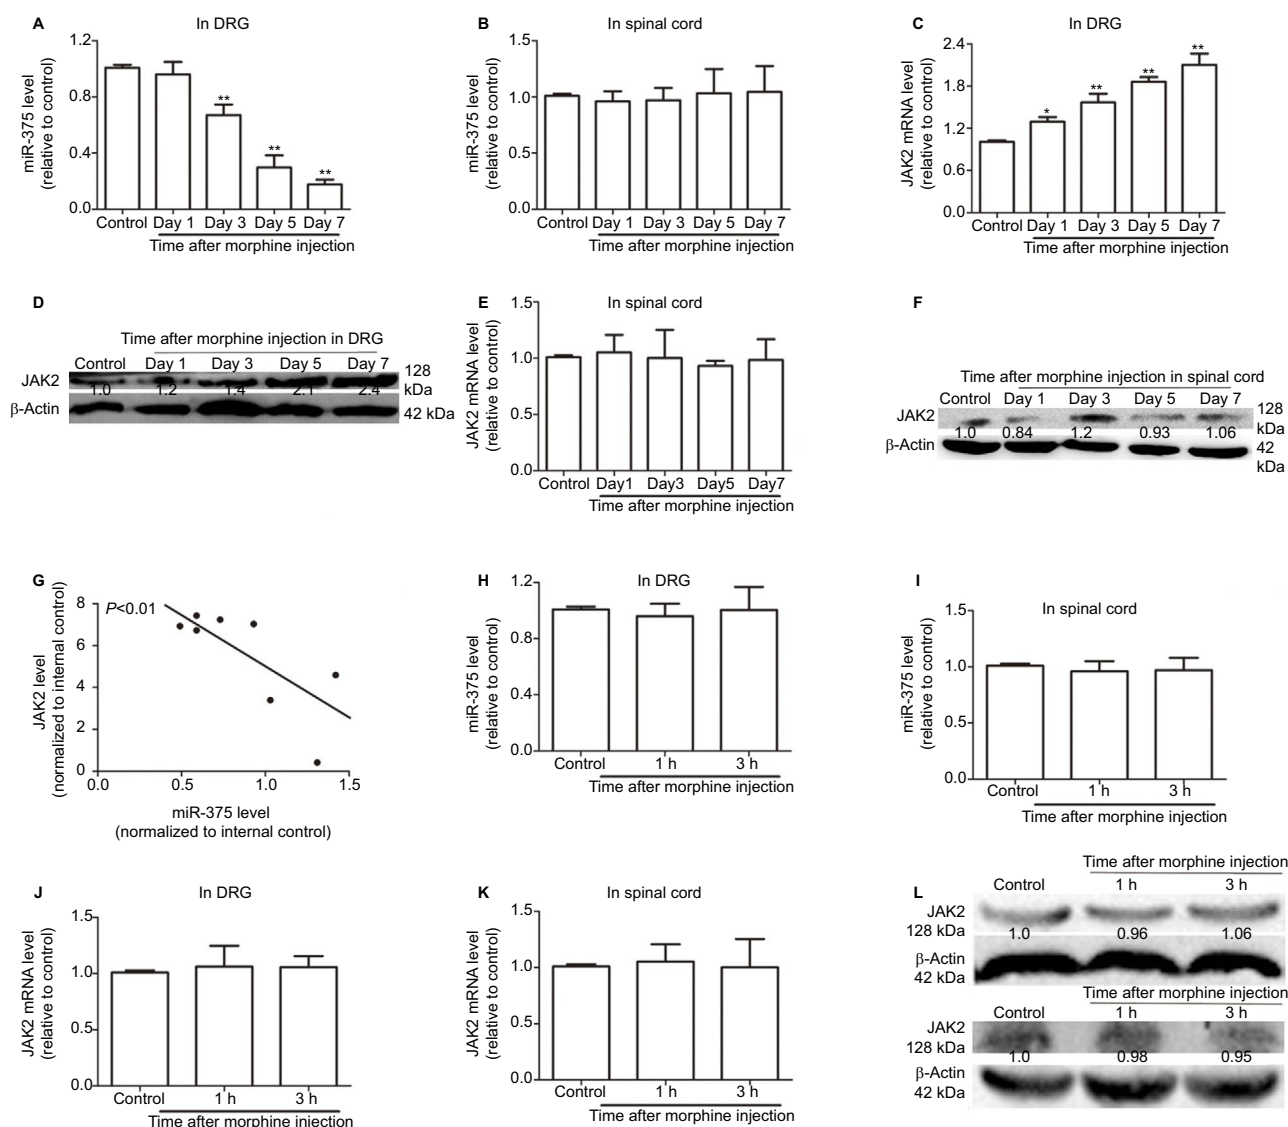 A
In DRG
miR-375 level
(relative to control)
1.2
0.8
0.4
0.0
** ** **
Control Day 1 Day 3 Day 5 Day 7
Time after morphine injection
B
In spinal cord
miR-375 level
(relative to control)
1.5
1.0
0.5
0.0
Control Day 1 Day 3 Day 5 Day 7
Time after morphine injection
C
In DRG
JAK2 mRNA level
(relative to control)
2.4
1.8
1.2
0.6
0.0
* ** ** **
Control Day 1 Day 3 Day 5 Day 7
Time after morphine injection
D
Time after morphine injection in DRG
Control Day 1 Day 3 Day 5 Day 7
JAK2
128
kDa
1.0 1.2 1.4 2.1 2.4
β-Actin
42 kDa
E
In spinal cord
JAK2 mRNA level
(relative to control)
1.5
1.0
0.5
0.0
Control Day1 Day3 Day5 Day7
Time after morphine injection
F
Time after morphine injection in spinal cord
Control Day 1 Day 3 Day 5 Day 7
JAK2
128
kDa
1.0 0.84 1.2 0.93 1.06
β-Actin
42
kDa
G
JAK2 level
(normalized to internal control)
8
6
4
2
0
P<0.01
0.0 0.5 1.0 1.5
miR-375 level
(normalized to internal control)
H
In DRG
miR-375 level
(relative to control)
1.2
0.8
0.4
0.0
Control 1 h 3 h
Time after morphine injection
I
In spinal cord
miR-375 level
(relative to control)
1.5
1.0
0.5
0.0
Control 1 h 3 h
Time after morphine injection
J
In DRG
JAK2 mRNA level
(relative to control)
1.5
1.0
0.5
0.0
Control 1 h 3 h
Time after morphine injection
K
In spinal cord
JAK2 mRNA level
(relative to control)
1.5
1.0
0.5
0.0
Control 1 h 3 h
Time after morphine injection
L
Time after morphine injection
Control 1 h 3 h
JAK2
128 kDa
1.0 0.96 1.06
β-Actin
42 kDa
Time after morphine injection
Control 1 h 3 h
JAK2
128 kDa
1.0 0.98 0.95
β-Actin
42 kDa